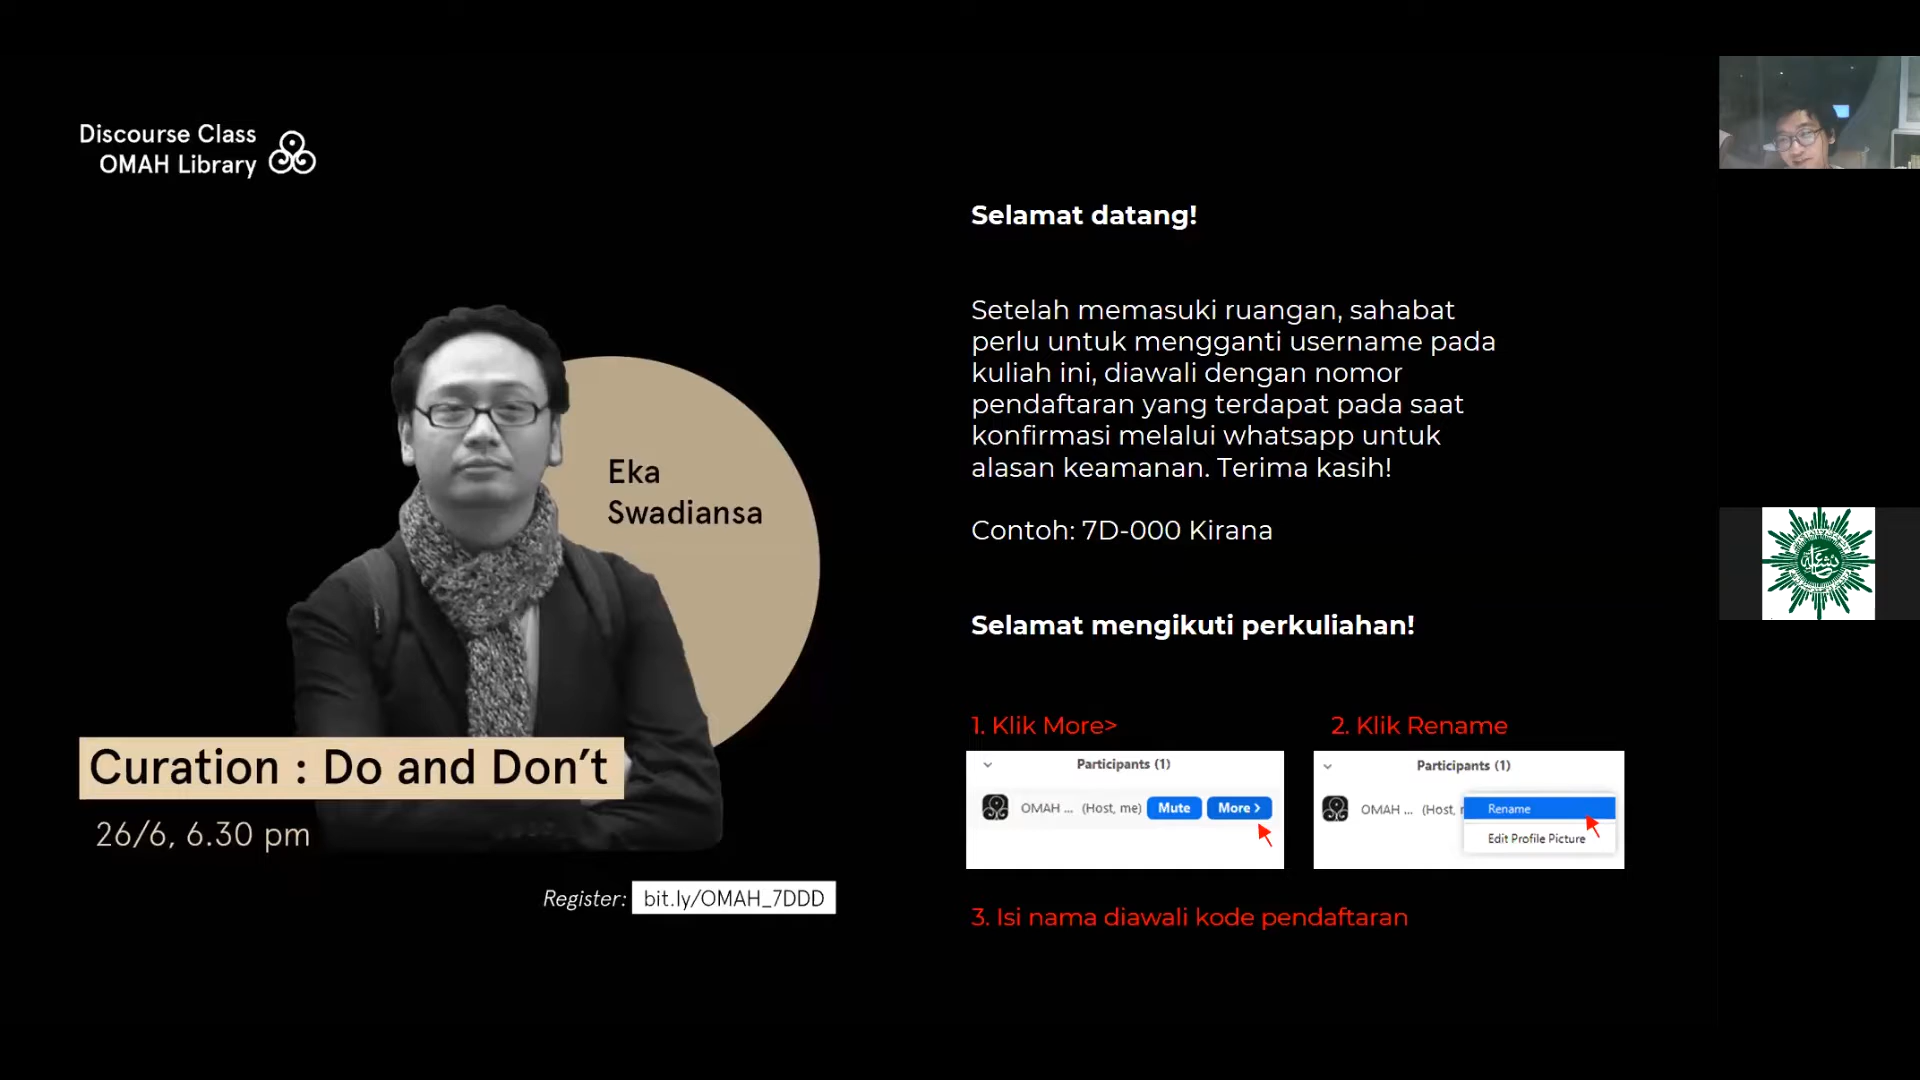 Discourse Class
OMAH Library
Eka
Swadiansa
Curation : Do and Don’t
26/6, 6.30 pm
Register: bit.ly/OMAH_7DDD
Selamat datang!
Setelah memasuki ruangan, sahabat
perlu untuk mengganti username pada
kuliah ini, diawali dengan nomor
pendaftaran yang terdapat pada saat
konfirmasi melalui whatsapp untuk
alasan keamanan. Terima kasih!
Contoh: 7D-000 Kirana
Selamat mengikuti perkuliahan!
1. Klik More>
Participants (1)
OMAH ... (Host, me) Mute More >
2. Klik Rename
Participants (1)
OMAH ... (Host, Rename
Edit Profile Picture
3. Isi nama diawali kode pendaftaran